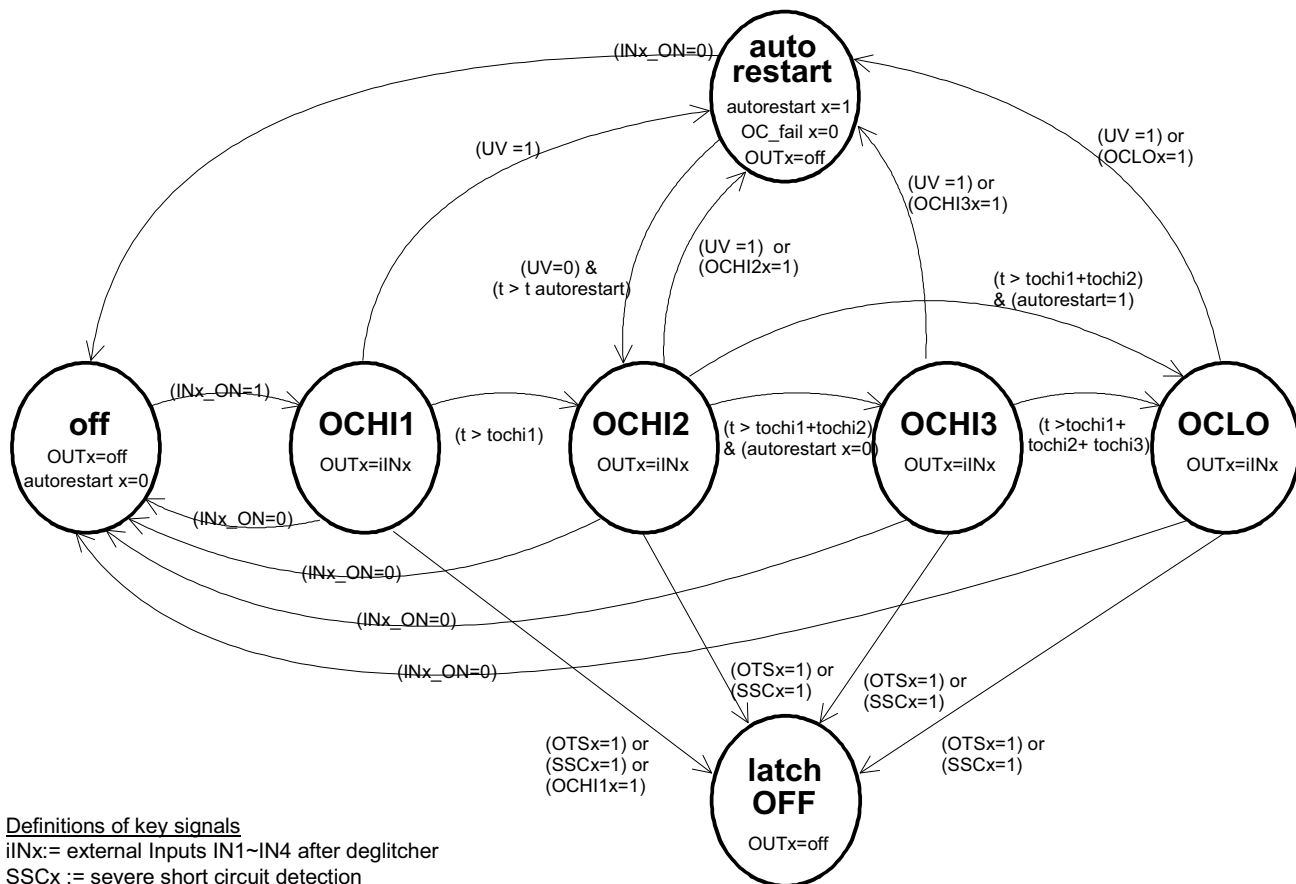 auto
restart
autorestart x=1
OC_fail x=0
OUTx=off
(INx_ON=0)
(UV =1)
(UV =1) or
(OCLOx=1)
(UV =1) or
(OCHI3x=1)
(UV =1) or
(OCHI2x=1)
(UV=0) &
(t > t autorestart)
(t > tochi1+tochi2)
& (autorestart=1)
off
OUTx=off
autorestart x=0
(INx_ON=1)
OCHI1
OUTx=iINx
(t > tochi1)
OCHI2
OUTx=iINx
(t > tochi1+tochi2)
& (autorestart x=0)
OCHI3
OUTx=iINx
(t >tochi1+
tochi2+ tochi3)
OCLO
OUTx=iINx
(INx_ON=0)
(INx_ON=0)
(INx_ON=0)
(INx_ON=0)
(OTSx=1) or
(SSCx=1) or
(OCHI1x=1)
(OTSx=1) or
(SSCx=1)
(OTSx=1) or
(SSCx=1)
(OTSx=1) or
(SSCx=1)
latch
OFF
OUTx=off
Definitions of key signals
iINx:= external Inputs IN1~IN4 after deglitcher
SSCx := severe short circuit detection